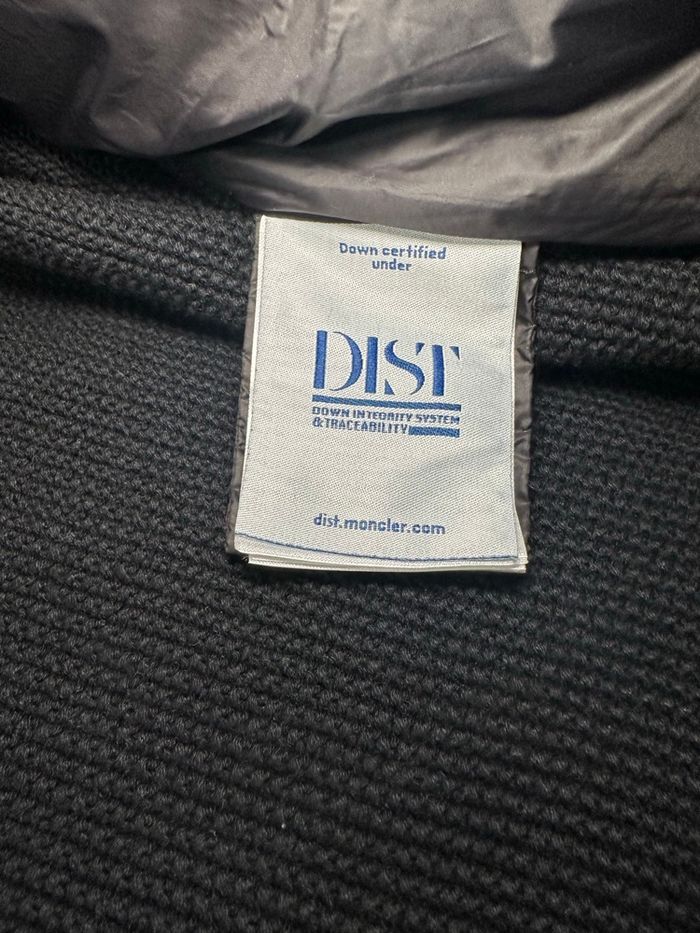 Down certified
under
DIST
DOWN INTEGRITY SYSTEM
& TRACEABILITY
dist.moncler.com